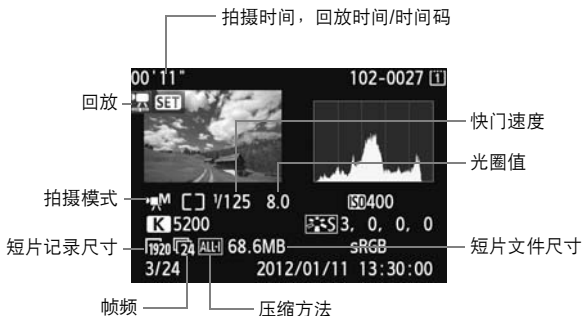 拍摄时间，回放时间/时间码
00'11" 102-0027 1
回放 SET
快门速度
光圈值
拍摄模式 M 1/125 8.0 ISO400
K 5200 S 3, 0, 0, 0
短片记录尺寸 1920 24 ALL-I 68.6MB sRGB 短片文件尺寸
3/24 2012/01/11 13:30:00
帧频 压缩方法